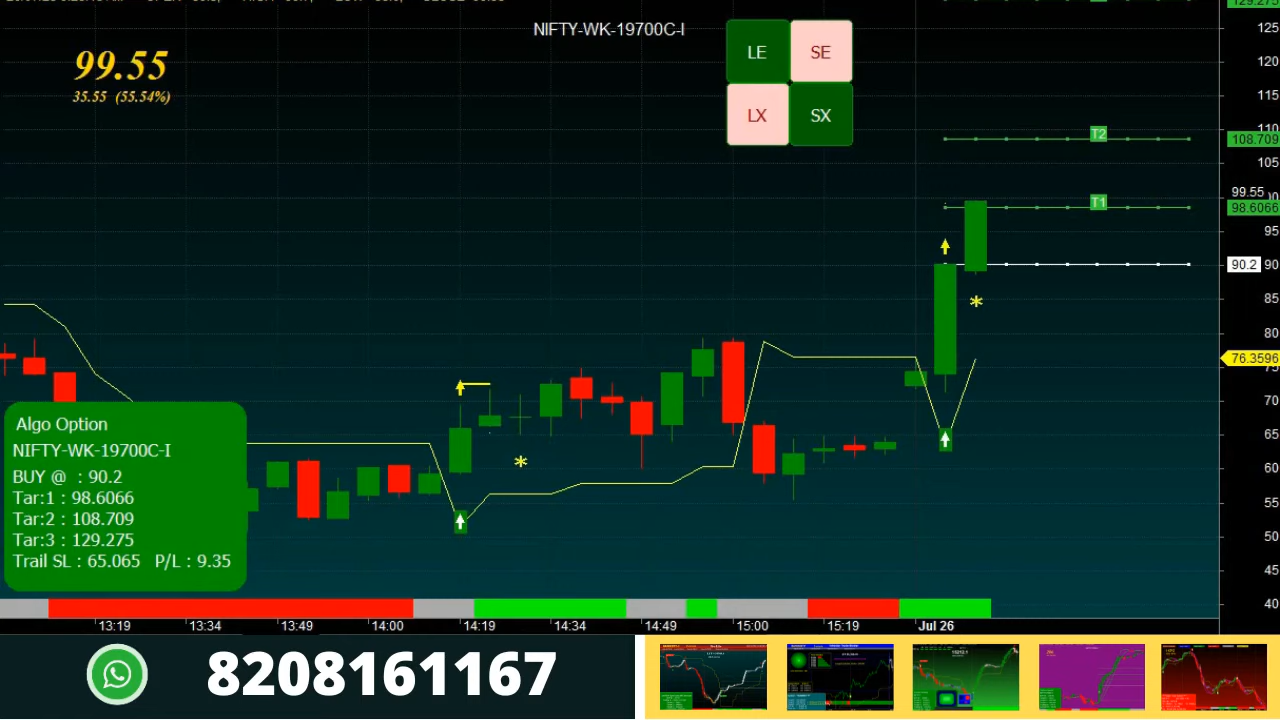 NIFTY-WK-19700C-I
99.55
35.55 (55.54%)
LE SE
LX SX
T2
T1
125
120
115
110
108.709
105
99.55
98.6066
95
90.2 90
85
80
76.3596
75
70
65
60
55
50
45
40
Algo Option
NIFTY-WK-19700C-I
BUY @ : 90.2
Tar:1 : 98.6066
Tar:2 : 108.709
Tar:3 : 129.275
Trail SL : 65.065 P/L : 9.35
13:19 13:34 13:49 14:00 14:19 14:34 14:49 15:00 15:19 Jul 26
8208161167